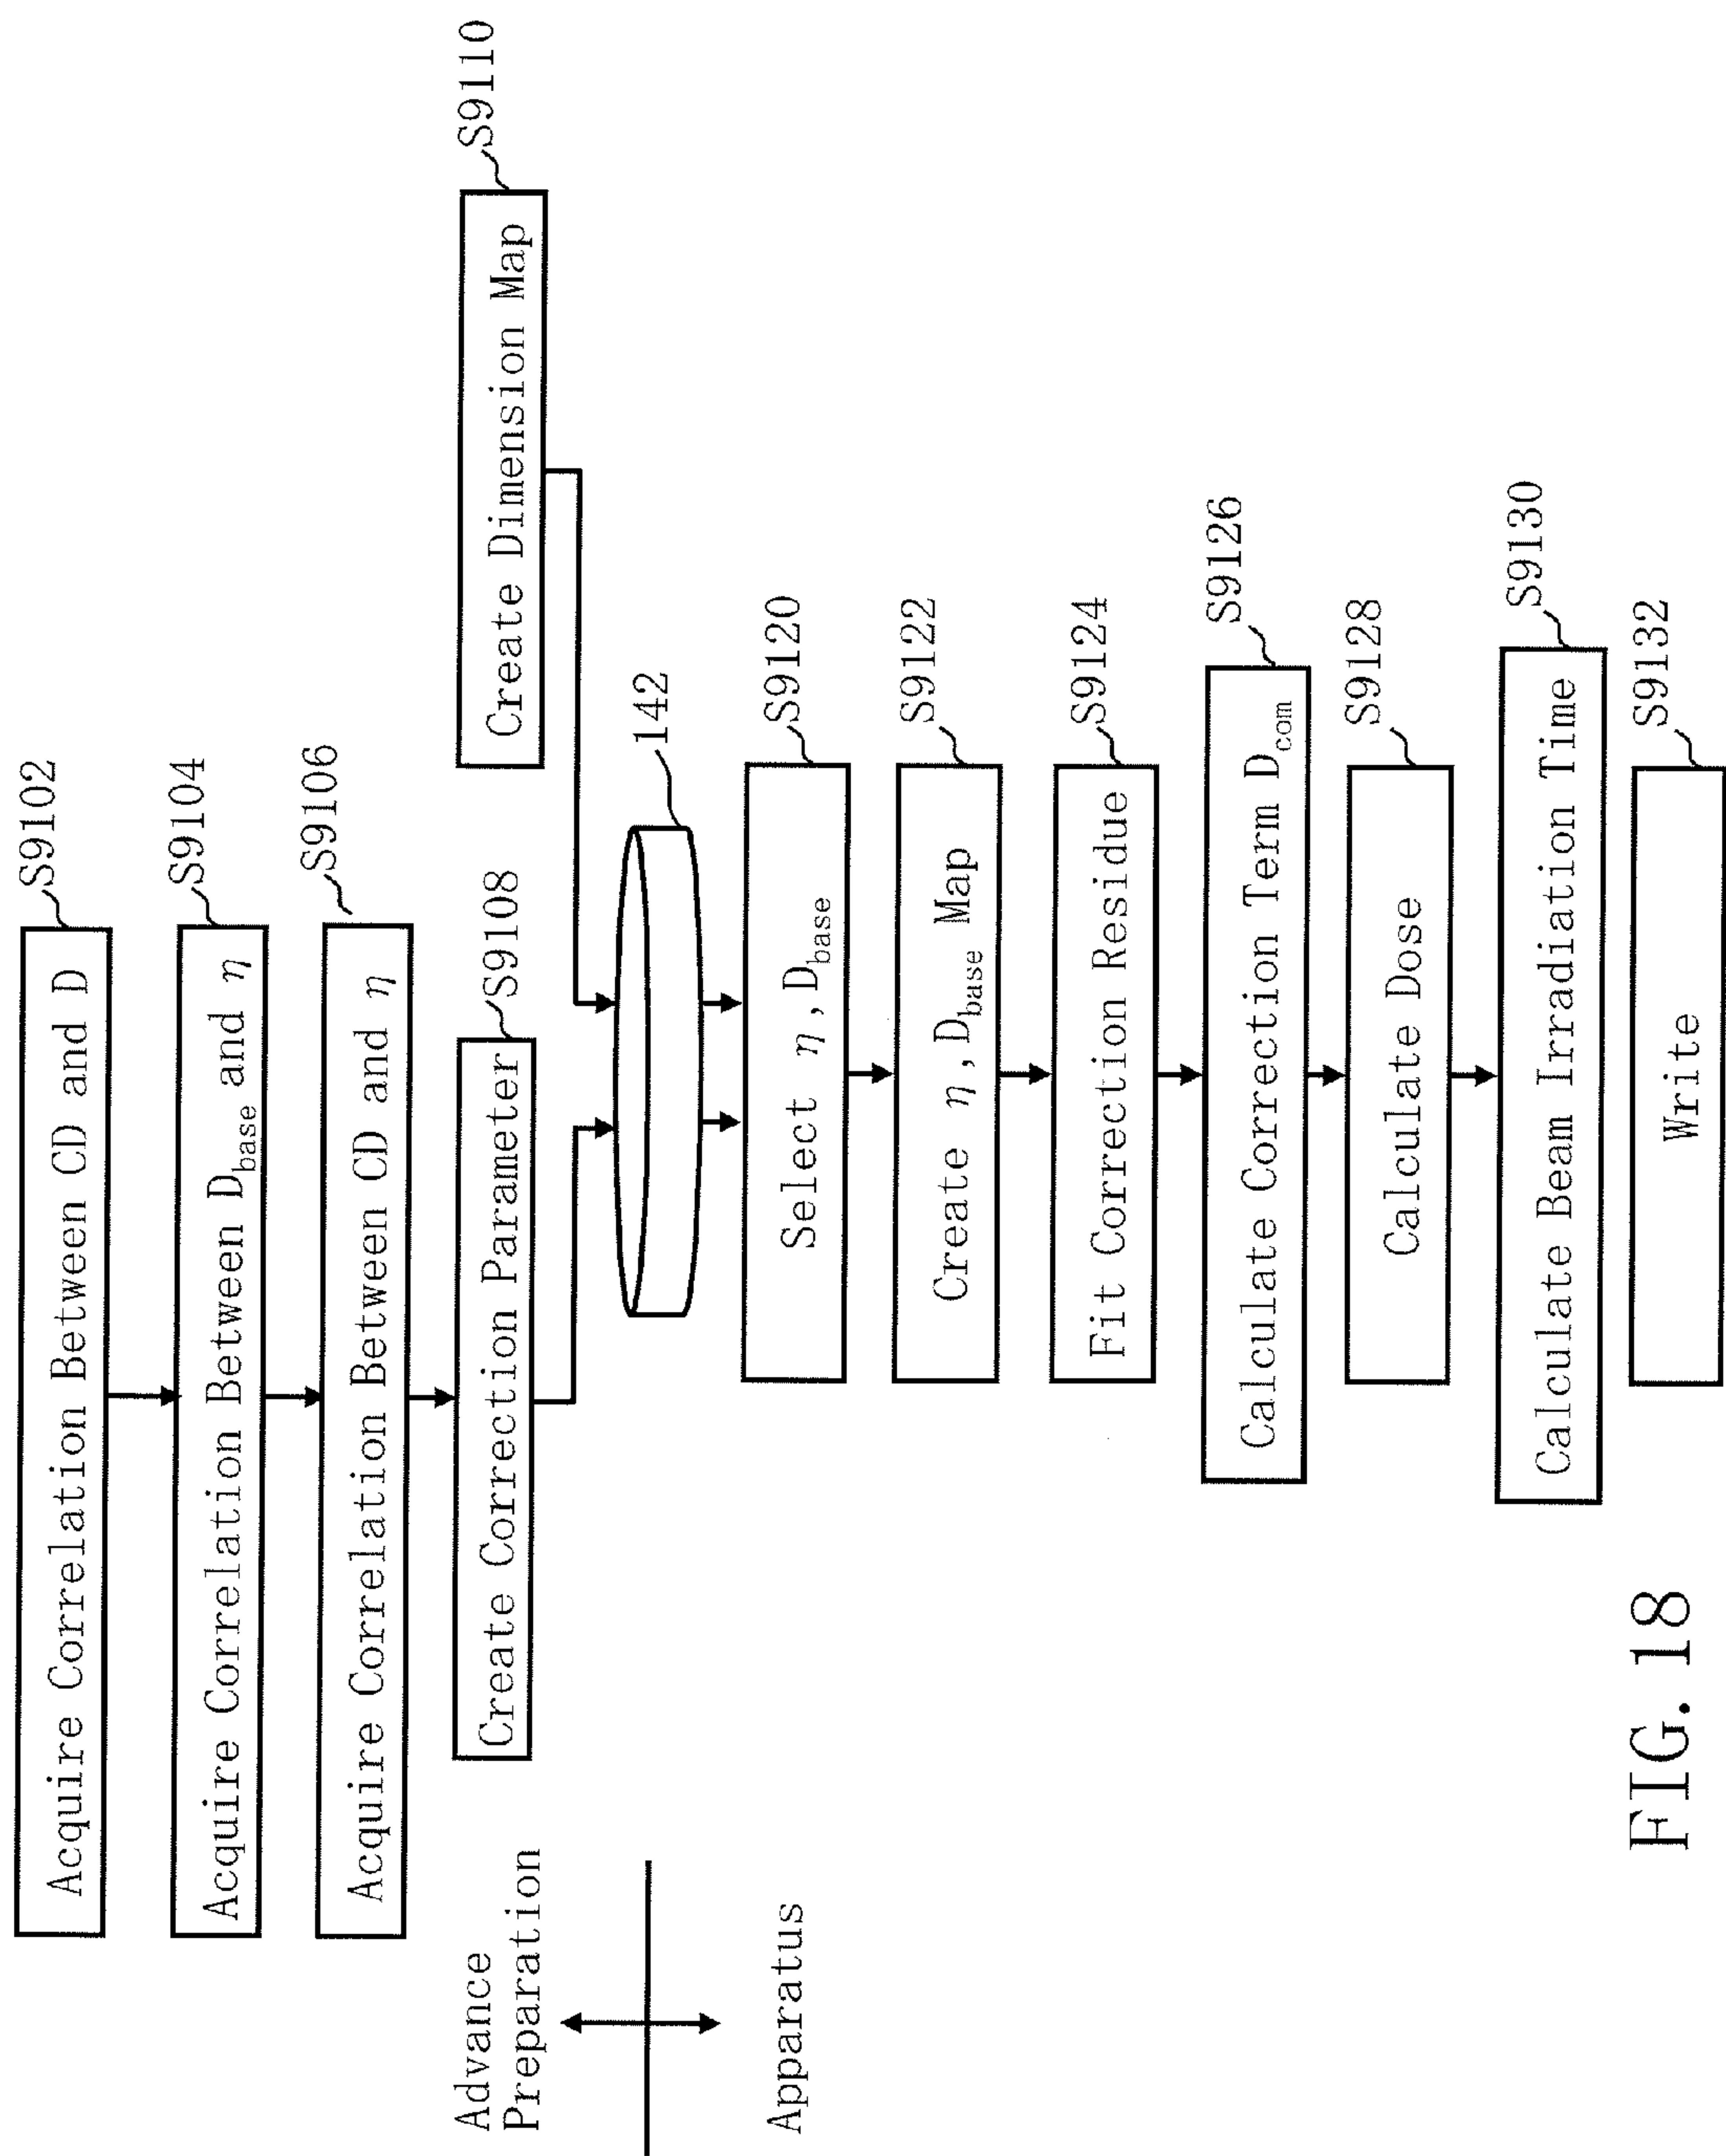 S9102
Acquire Correlation Between CD and D
S9104
Acquire Correlation Between Dbase and η
S9106
Acquire Correlation Between CD and η
S9108
Create Correction Parameter
S9110
Create Dimension Map
Advance
Preparation
Apparatus
142
S9120
Select η, Dbase
S9122
Create η, Dbase Map
S9124
Fit Correction Residue
S9126
Calculate Correction Term Dcom
S9128
Calculate Dose
S9130
Calculate Beam Irradiation Time
S9132
Write
FIG. 18